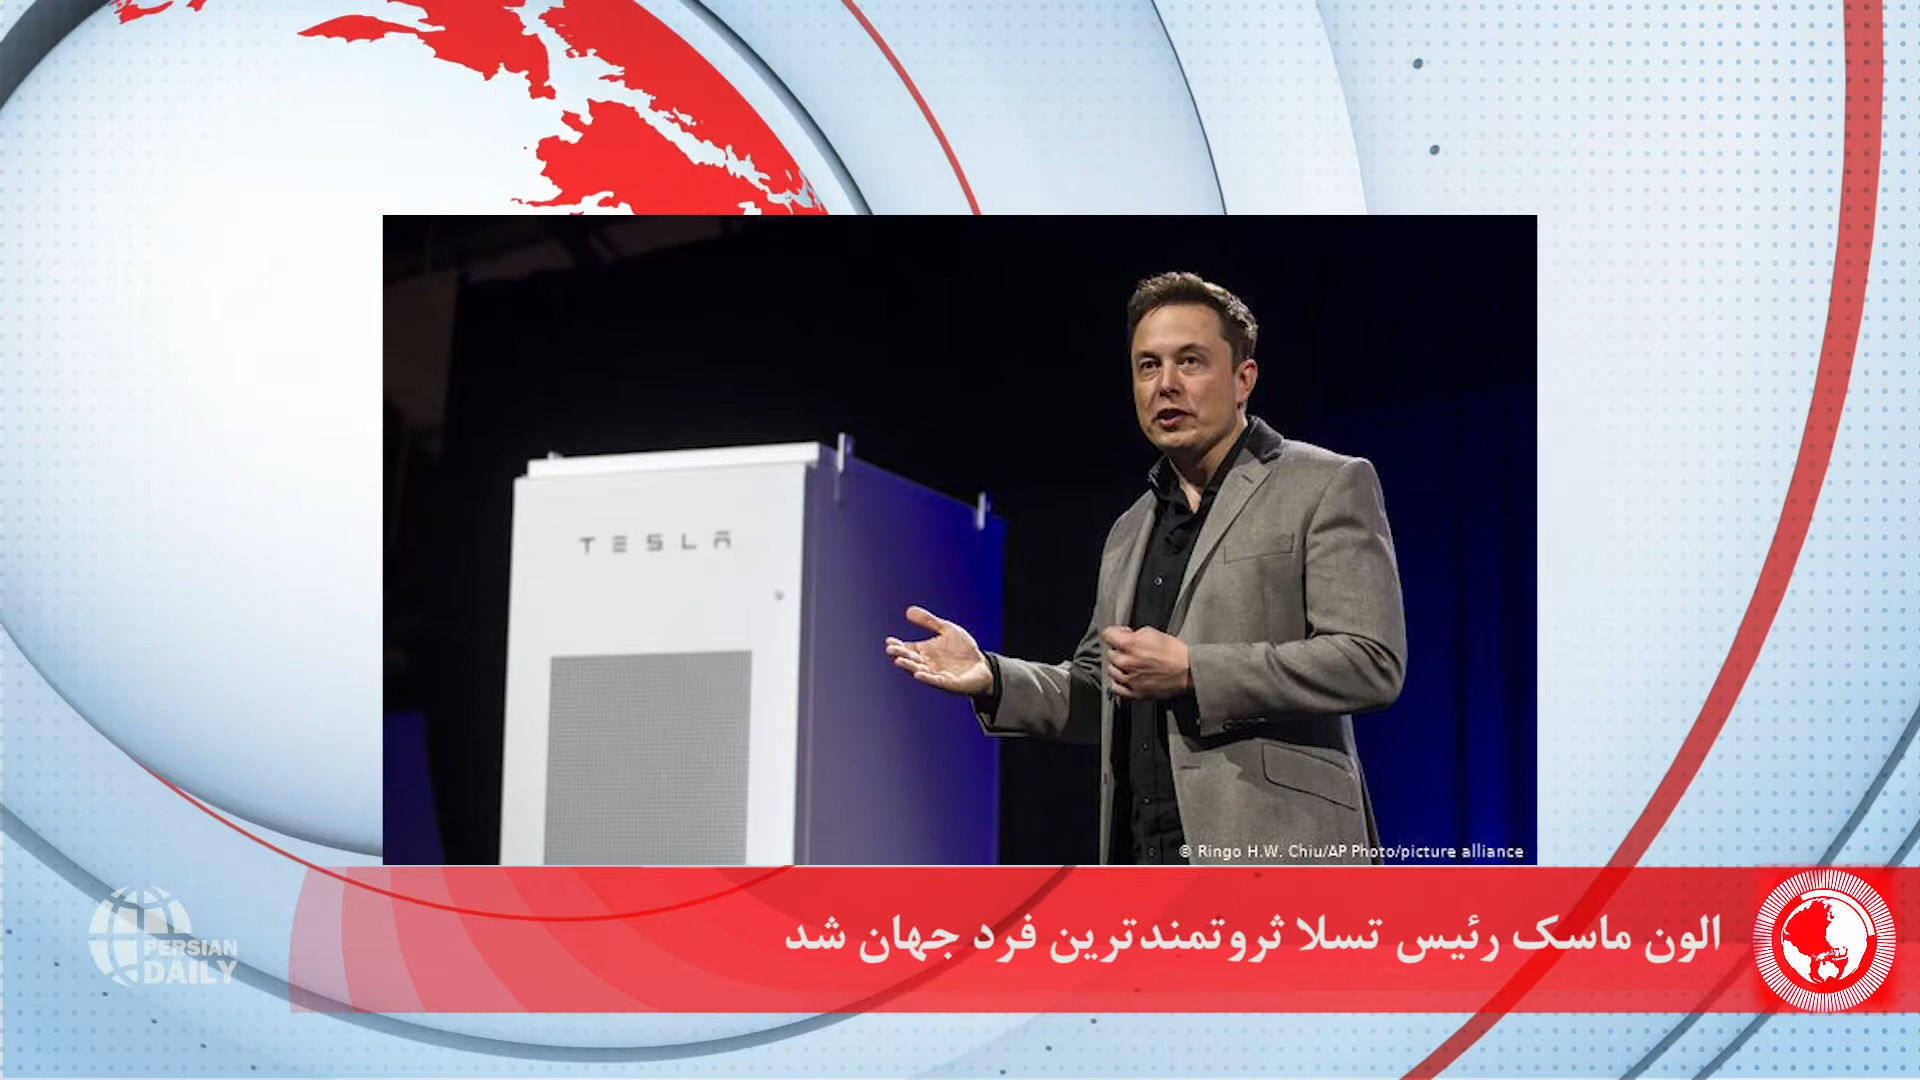 TESLA
© Ringo H.W. Chiu/AP Photo/picture alliance
الون ماسک رئیس تسلا ثروتمندترین فرد جهان شد
PERSIAN
DAILY